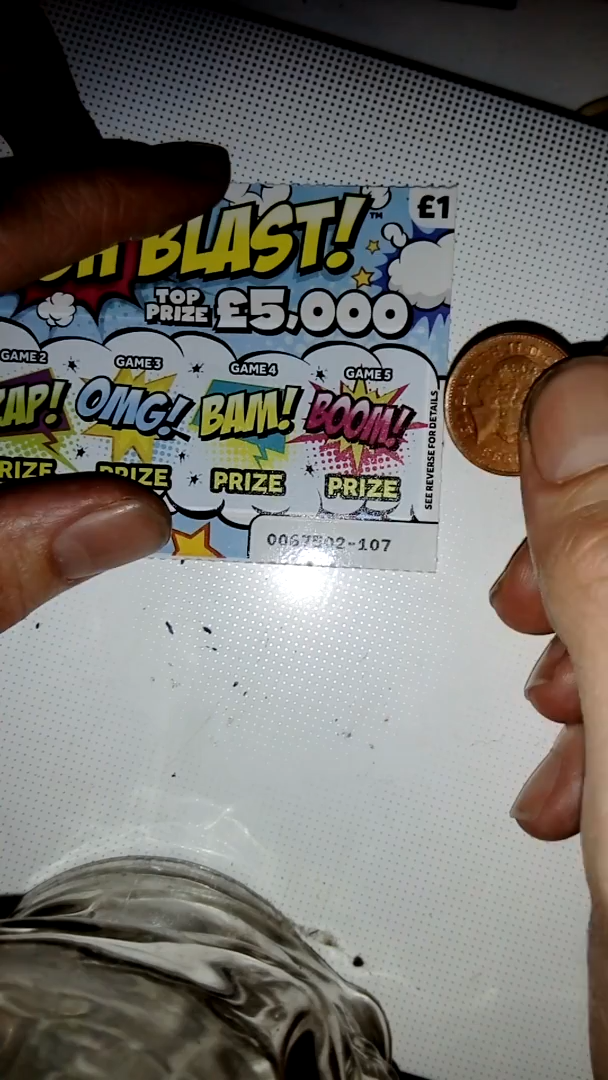 BLAST!™
£1
TOP PRIZE £5,000
GAME 2 GAME 3 GAME 4 GAME 5
OMG! BAM! BOOM!
PRIZE PRIZE PRIZE
SEE REVERSE FOR DETAILS